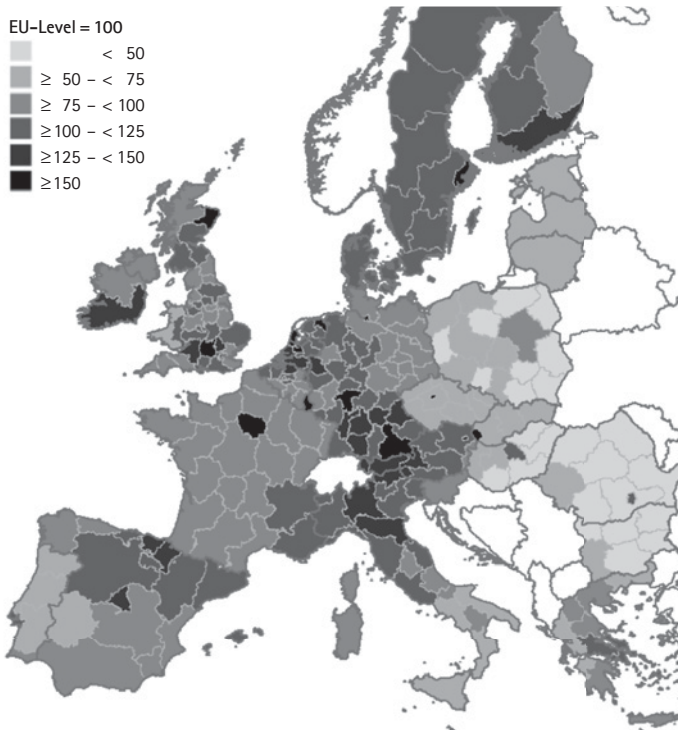 EU-Level = 100
< 50
≥ 50 – < 75
≥ 75 – <100
≥100 – <125
≥125 – <150
≥150